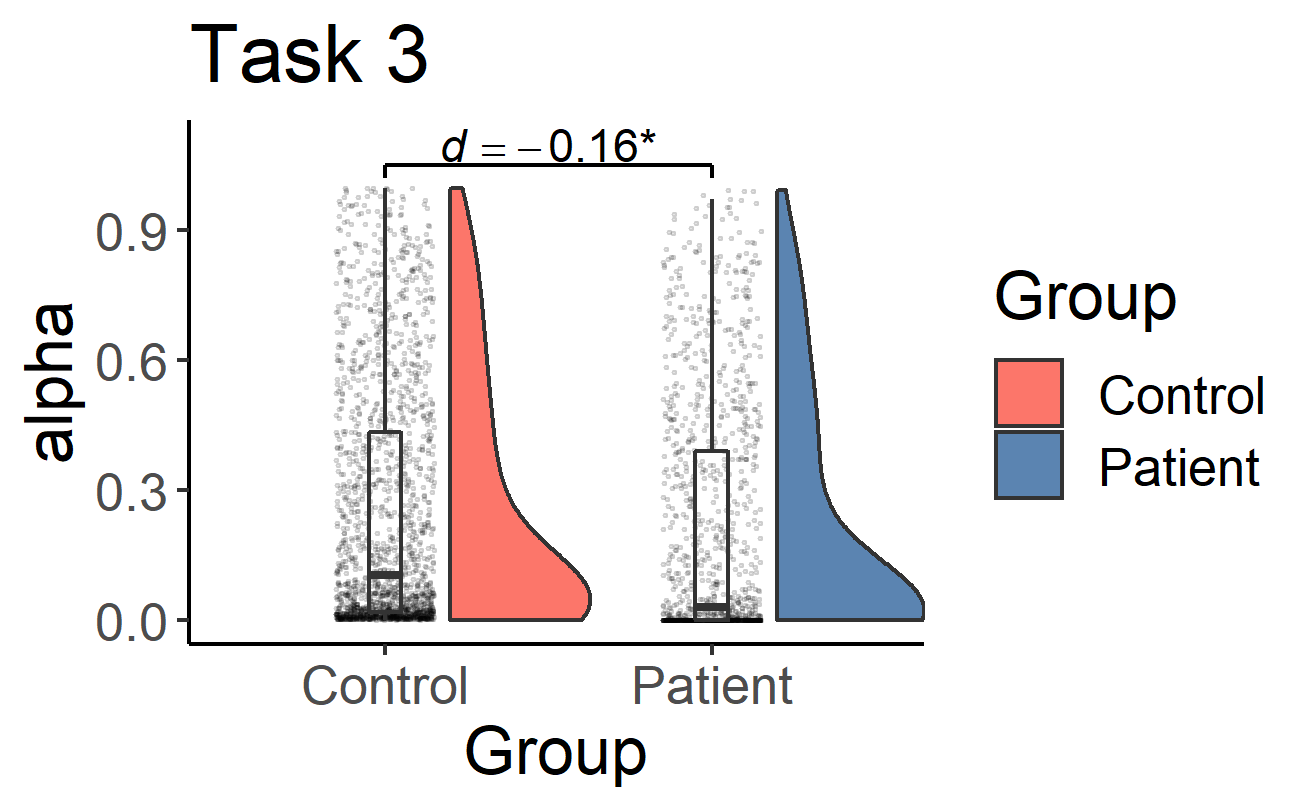 Task 3
d = −0.16*
0.9
0.6
0.3
0.0
alpha
Control
Patient
Group
Group
Control
Patient